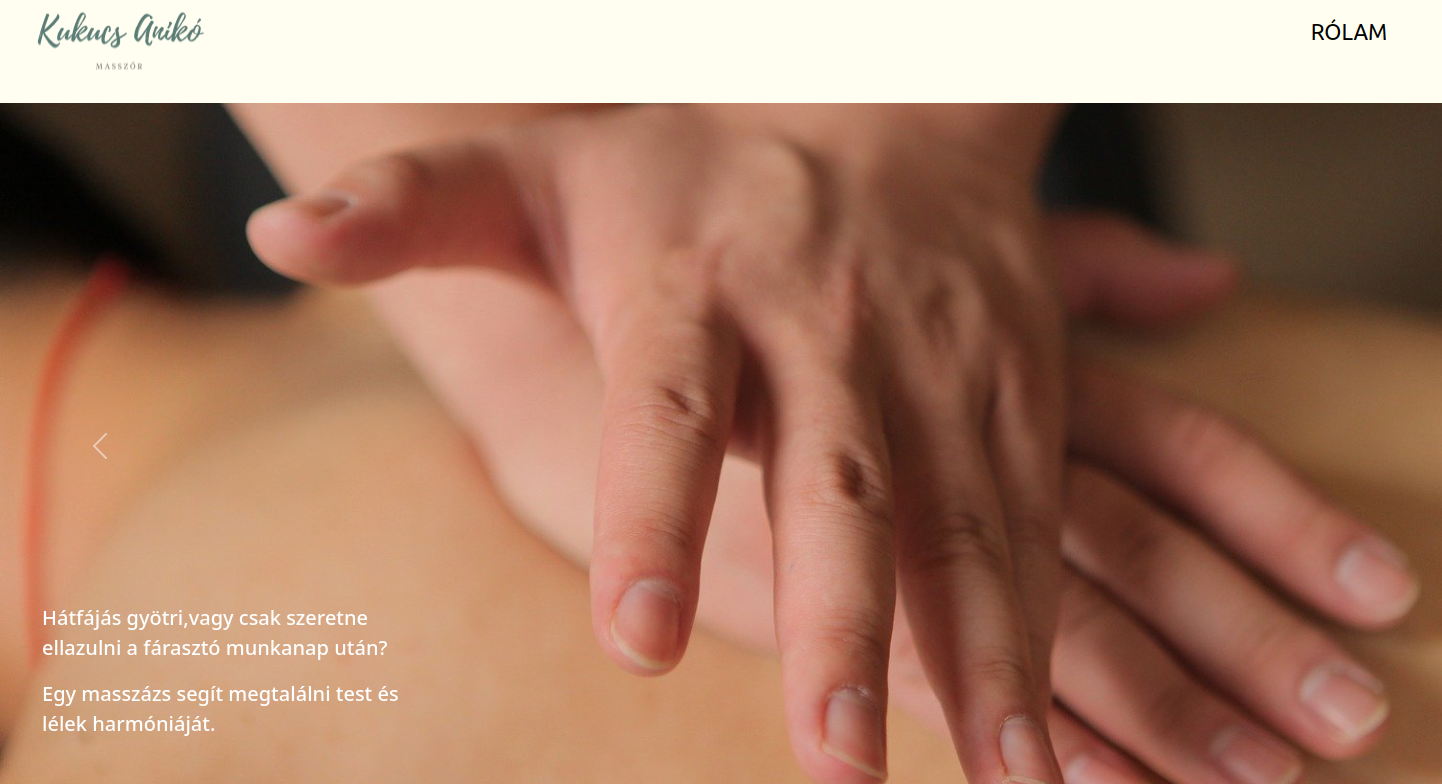 Kukucs Anikó
MASSZŐR
RÓLAM
Hátfájás gyötri,vagy csak szeretne
ellazulni a fárasztó munkanap után?
Egy masszázs segít megtalálni test és
lélek harmóniáját.